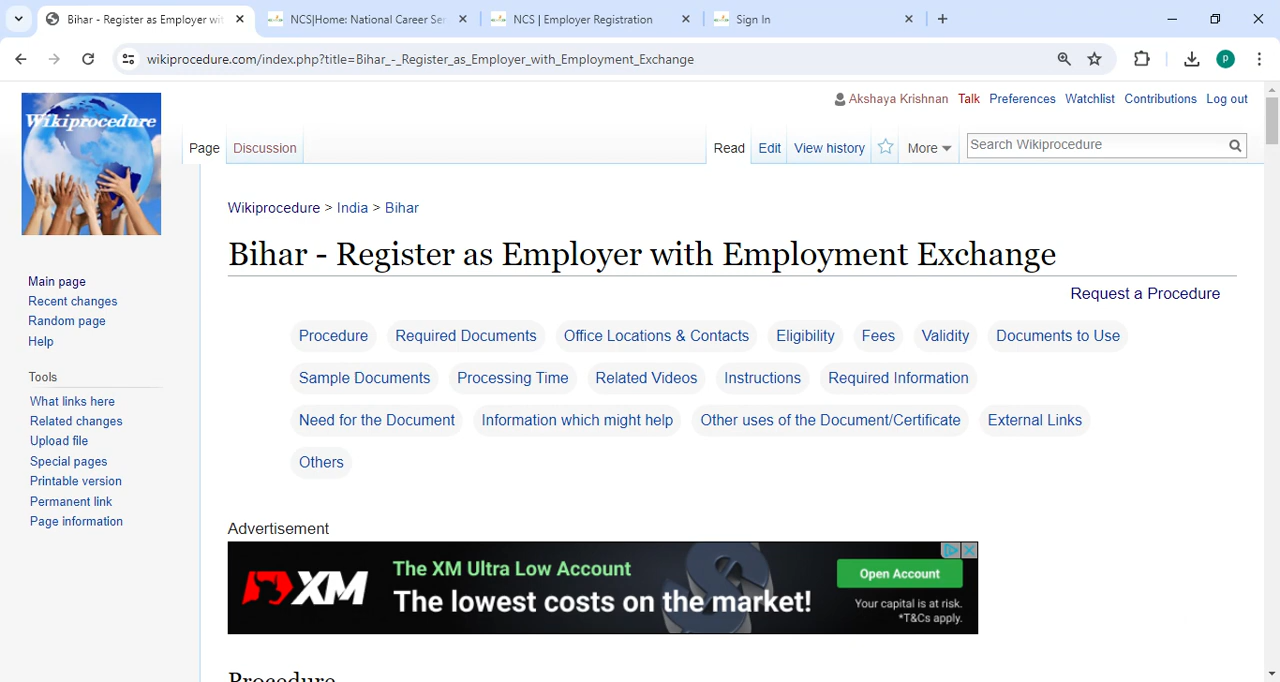 Bihar - Register as Employer wit
NCS|Home: National Career Ser
NCS | Employer Registration
Sign In
wikiprocedure.com/index.php?title=Bihar_-_Register_as_Employer_with_Employment_Exchange
P
Wikiprocedure
Akshaya Krishnan Talk Preferences Watchlist Contributions Log out
Page Discussion Read Edit View history More Search Wikiprocedure
Wikiprocedure > India > Bihar
Bihar - Register as Employer with Employment Exchange
Request a Procedure
Main page
Recent changes
Random page
Help
Tools
What links here
Related changes
Upload file
Special pages
Printable version
Permanent link
Page information
Procedure Required Documents Office Locations & Contacts Eligibility Fees Validity Documents to Use
Sample Documents Processing Time Related Videos Instructions Required Information
Need for the Document Information which might help Other uses of the Document/Certificate External Links
Others
Advertisement
XM
The XM Ultra Low Account
The lowest costs on the market!
Open Account
Your capital is at risk.
*T&Cs apply.
Procedure